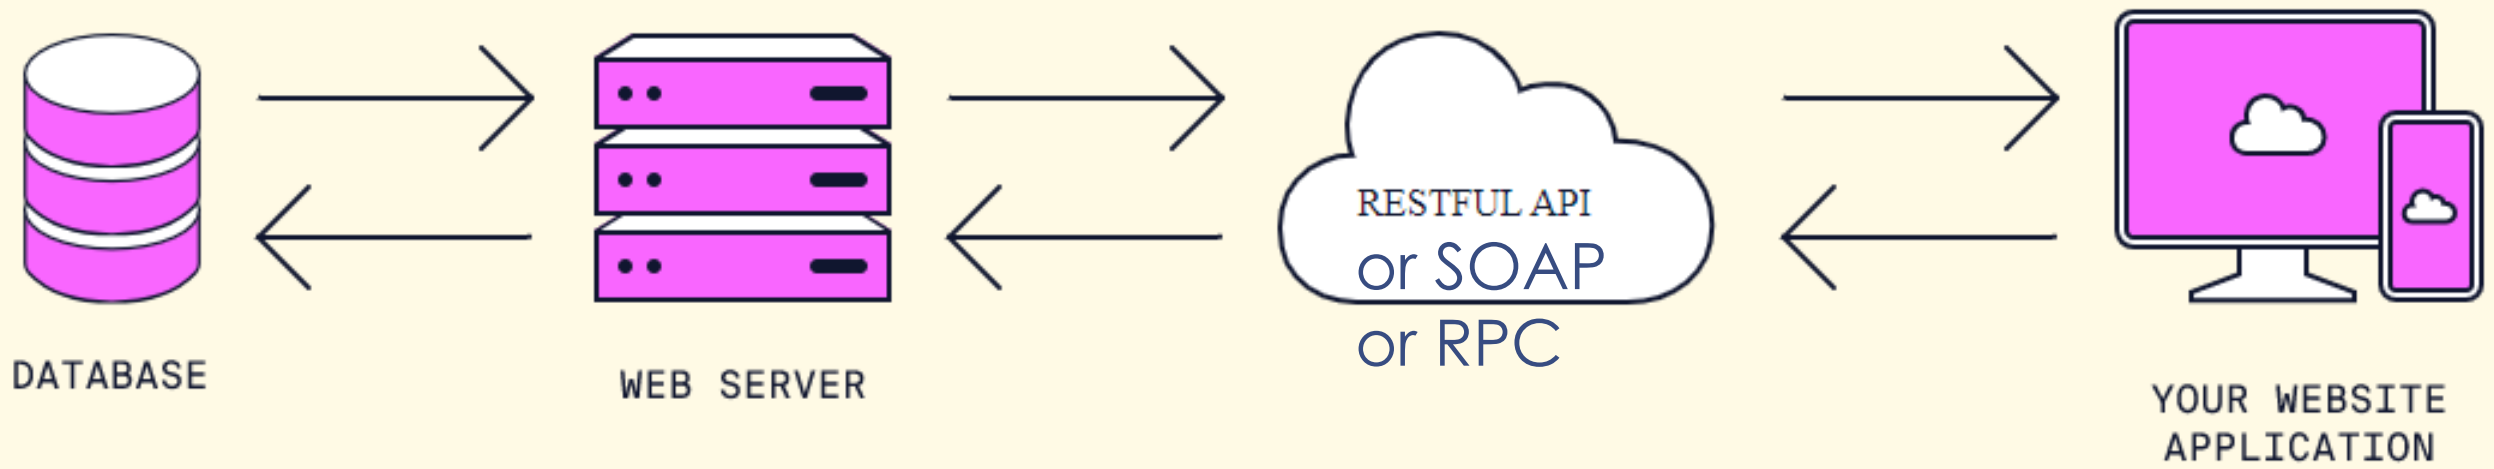 DATABASE
WEB SERVER
RESTFUL API
or SOAP
or RPC
YOUR WEBSITE
APPLICATION